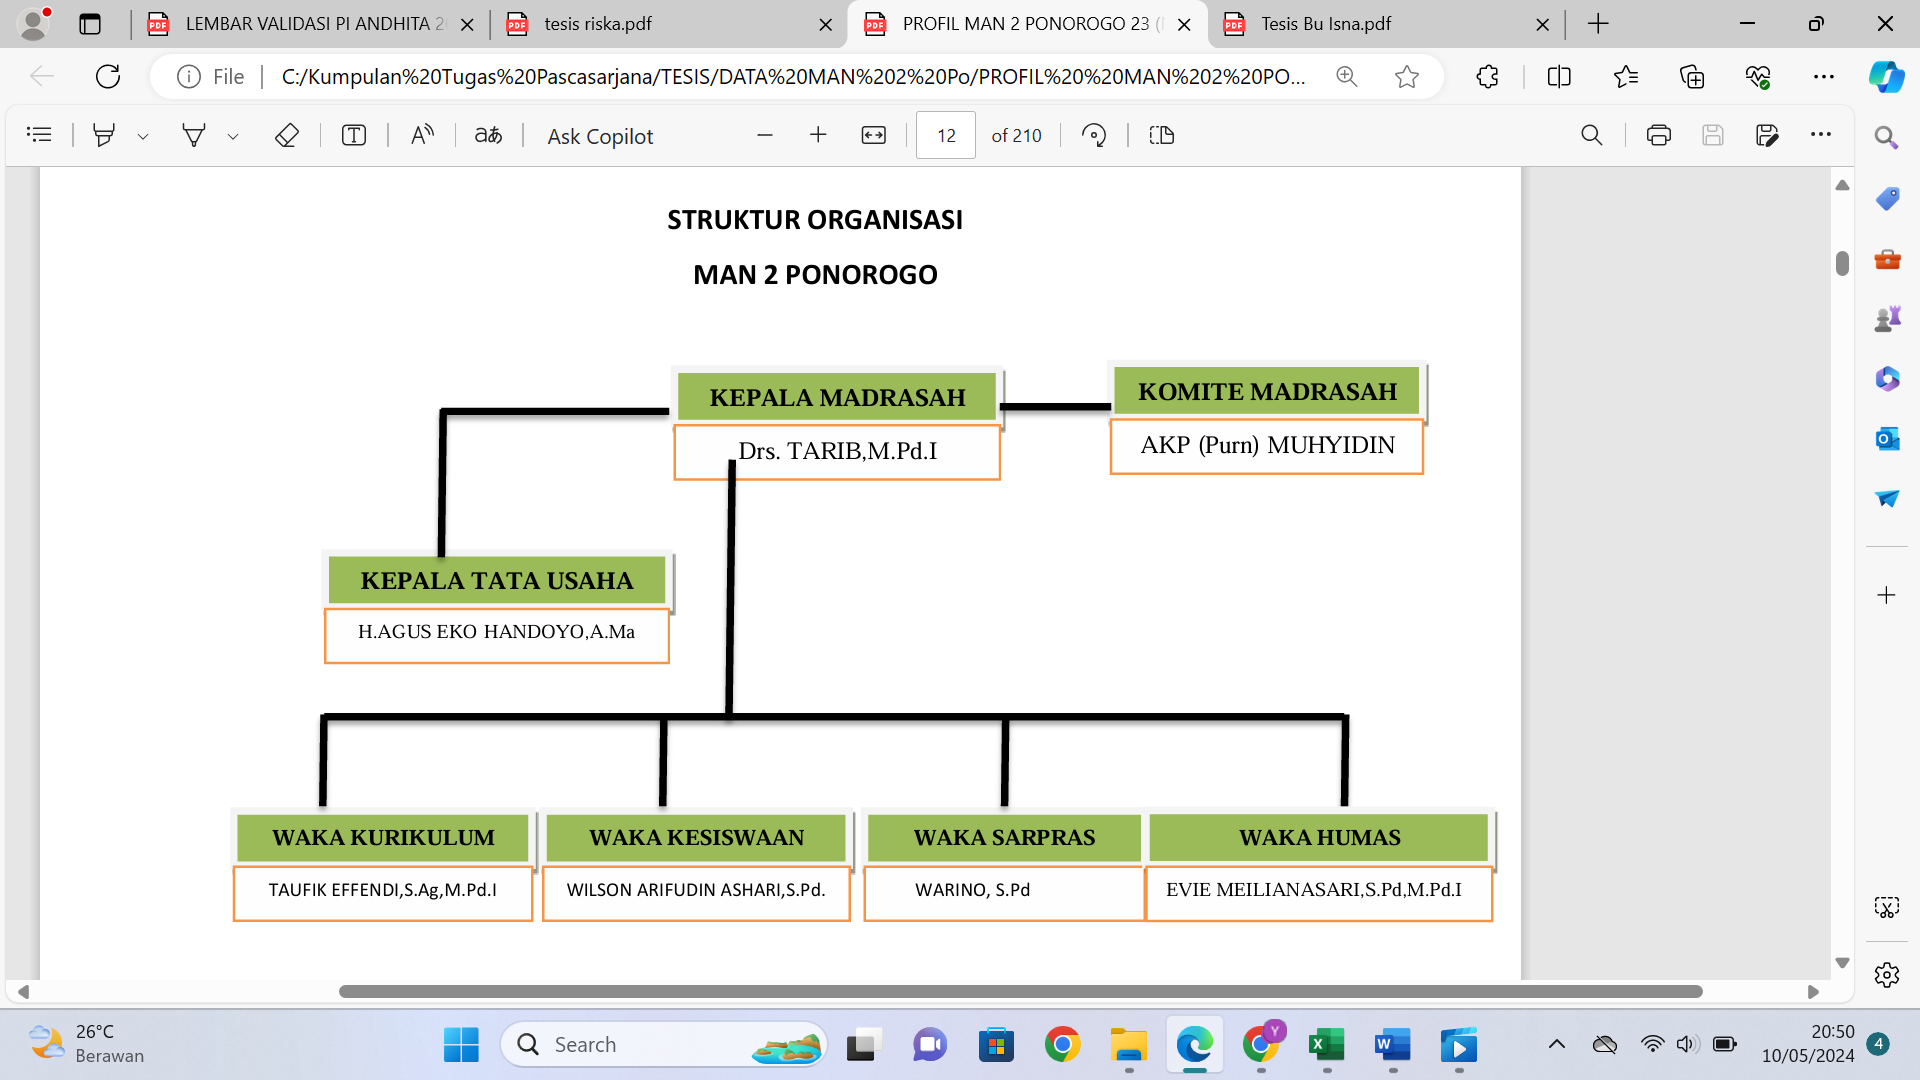 LEMBAR VALIDASI PI ANDHITA 2
tesis riska.pdf
PROFIL MAN 2 PONOROGO 23 (
Tesis Bu Isna.pdf
File
C:/Kumpulan%20Tugas%20Pascasarjana/TESIS/DATA%20MAN%202%20Po/PROFIL%20%20MAN%202%20PO...
aあ
Ask Copilot
12 of 210
STRUKTUR ORGANISASI
MAN 2 PONOROGO
KEPALA MADRASAH
Drs. TARIB,M.Pd.I
KOMITE MADRASAH
AKP (Purn) MUHYIDIN
KEPALA TATA USAHA
H.AGUS EKO HANDOYO,A.Ma
WAKA KURIKULUM
TAUFIK EFFENDI,S.Ag,M.Pd.I
WAKA KESISWAAN
WILSON ARIFUDIN ASHARI,S.Pd.
WAKA SARPRAS
WARINO, S.Pd
WAKA HUMAS
EVIE MEILIANASARI,S.Pd,M.Pd.I
26°C
Berawan
Search
20:50
10/05/2024
4